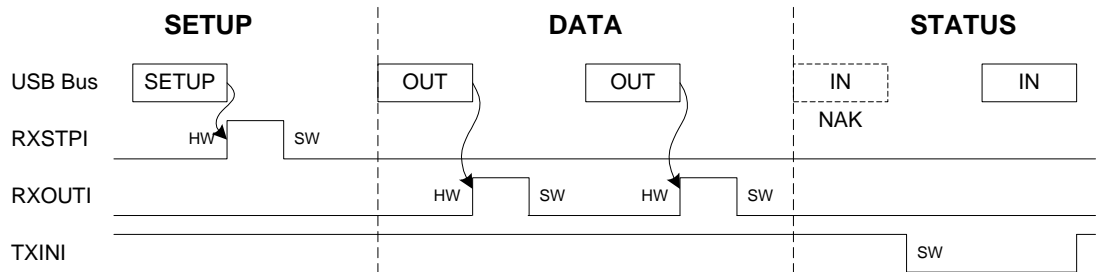 SETUP DATA STATUS
USB Bus SETUP OUT OUT IN IN
NAK
RXSTPI HW SW
RXOUTI HW SW HW SW
TXINI SW